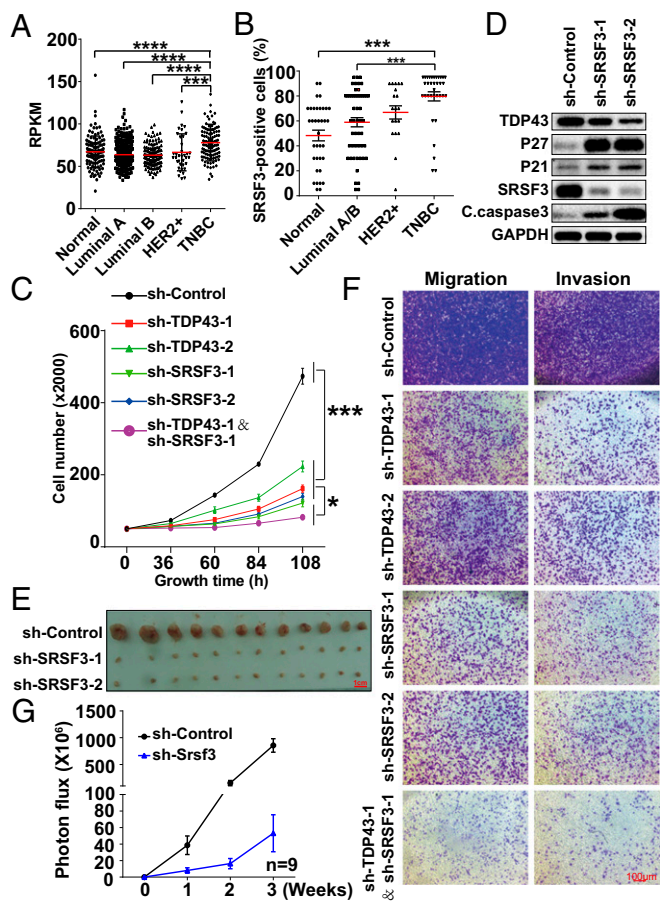 A
RPKM
200
150
100
75
50
25
0
****
****
****
***
Normal
Luminal A
Luminal B
HER2+
TNBC
B
SRSF3-positive cells (%)
120
100
80
60
40
20
0
***
***
Normal
Luminal A/B
HER2+
TNBC
D
sh-Control
sh-SRSF3-1
sh-SRSF3-2
TDP43
P27
P21
SRSF3
C.caspase3
GAPDH
C
sh-Control
sh-TDP43-1
sh-TDP43-2
sh-SRSF3-1
sh-SRSF3-2
sh-TDP43-1 &
sh-SRSF3-1
Cell number (x2000)
600
400
200
0
***
*
0 36 60 84 108
Growth time (h)
E
sh-Control
sh-SRSF3-1
sh-SRSF3-2
1cm
F
Migration Invasion
sh-Control
sh-TDP43-1
sh-TDP43-2
sh-SRSF3-1
sh-SRSF3-2
sh-TDP43-1
& sh-SRSF3-1
100μm
G
Photon flux (X10⁶)
1500
1000
500
100
80
60
40
20
0
sh-Control
sh-Srsf3
n=9
0 1 2 3 (Weeks)